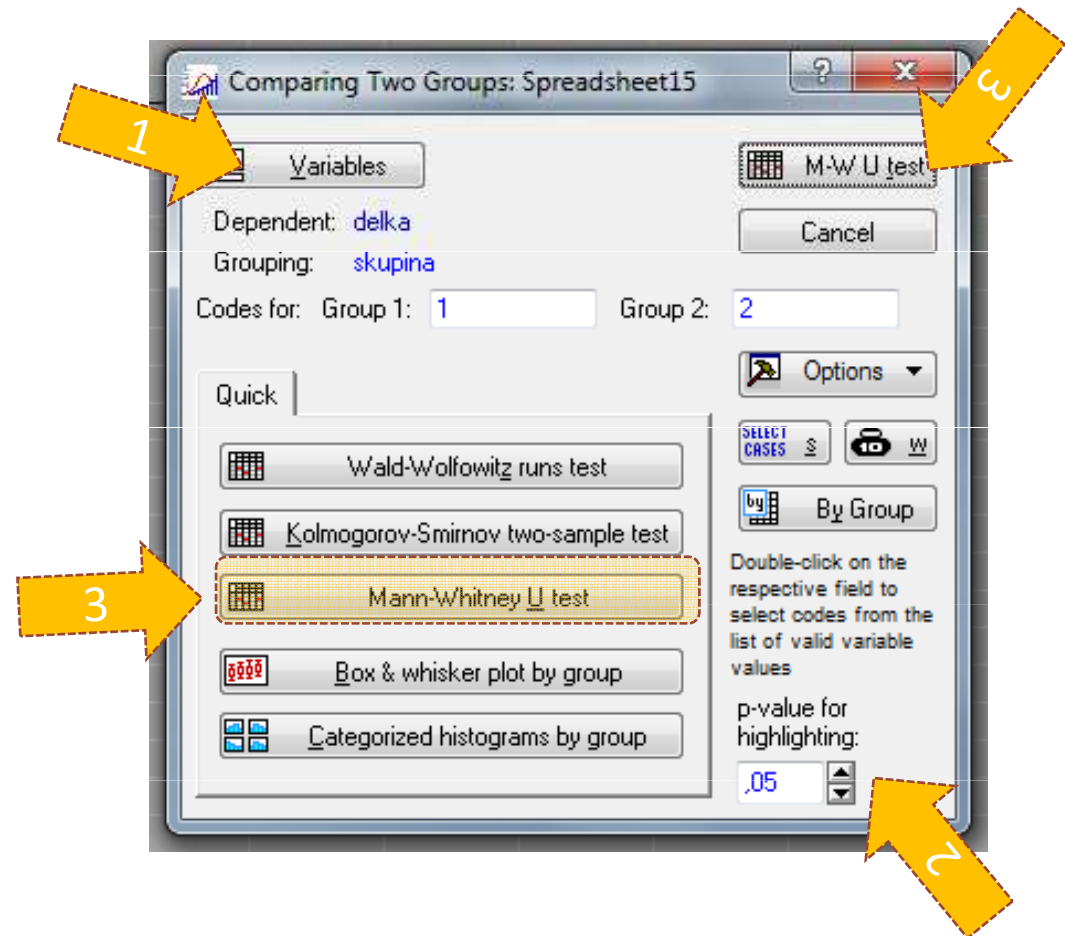 Comparing Two Groups: Spreadsheet15
?
x
3
1
Variables
M-W U test
Dependent: delka
Cancel
Grouping: skupina
Codes for: Group 1: 1 Group 2: 2
Options
Quick
SELECT
CASES S
10 W
Wald-Wolfowitz runs test
by By Group
Kolmogorov-Smirnov two-sample test
3
Mann-Whitney U test
Double-click on the
respective field to
select codes from the
list of valid variable
values
Box & whisker plot by group
p-value for
highlighting:
Categorized histograms by group
,05
2